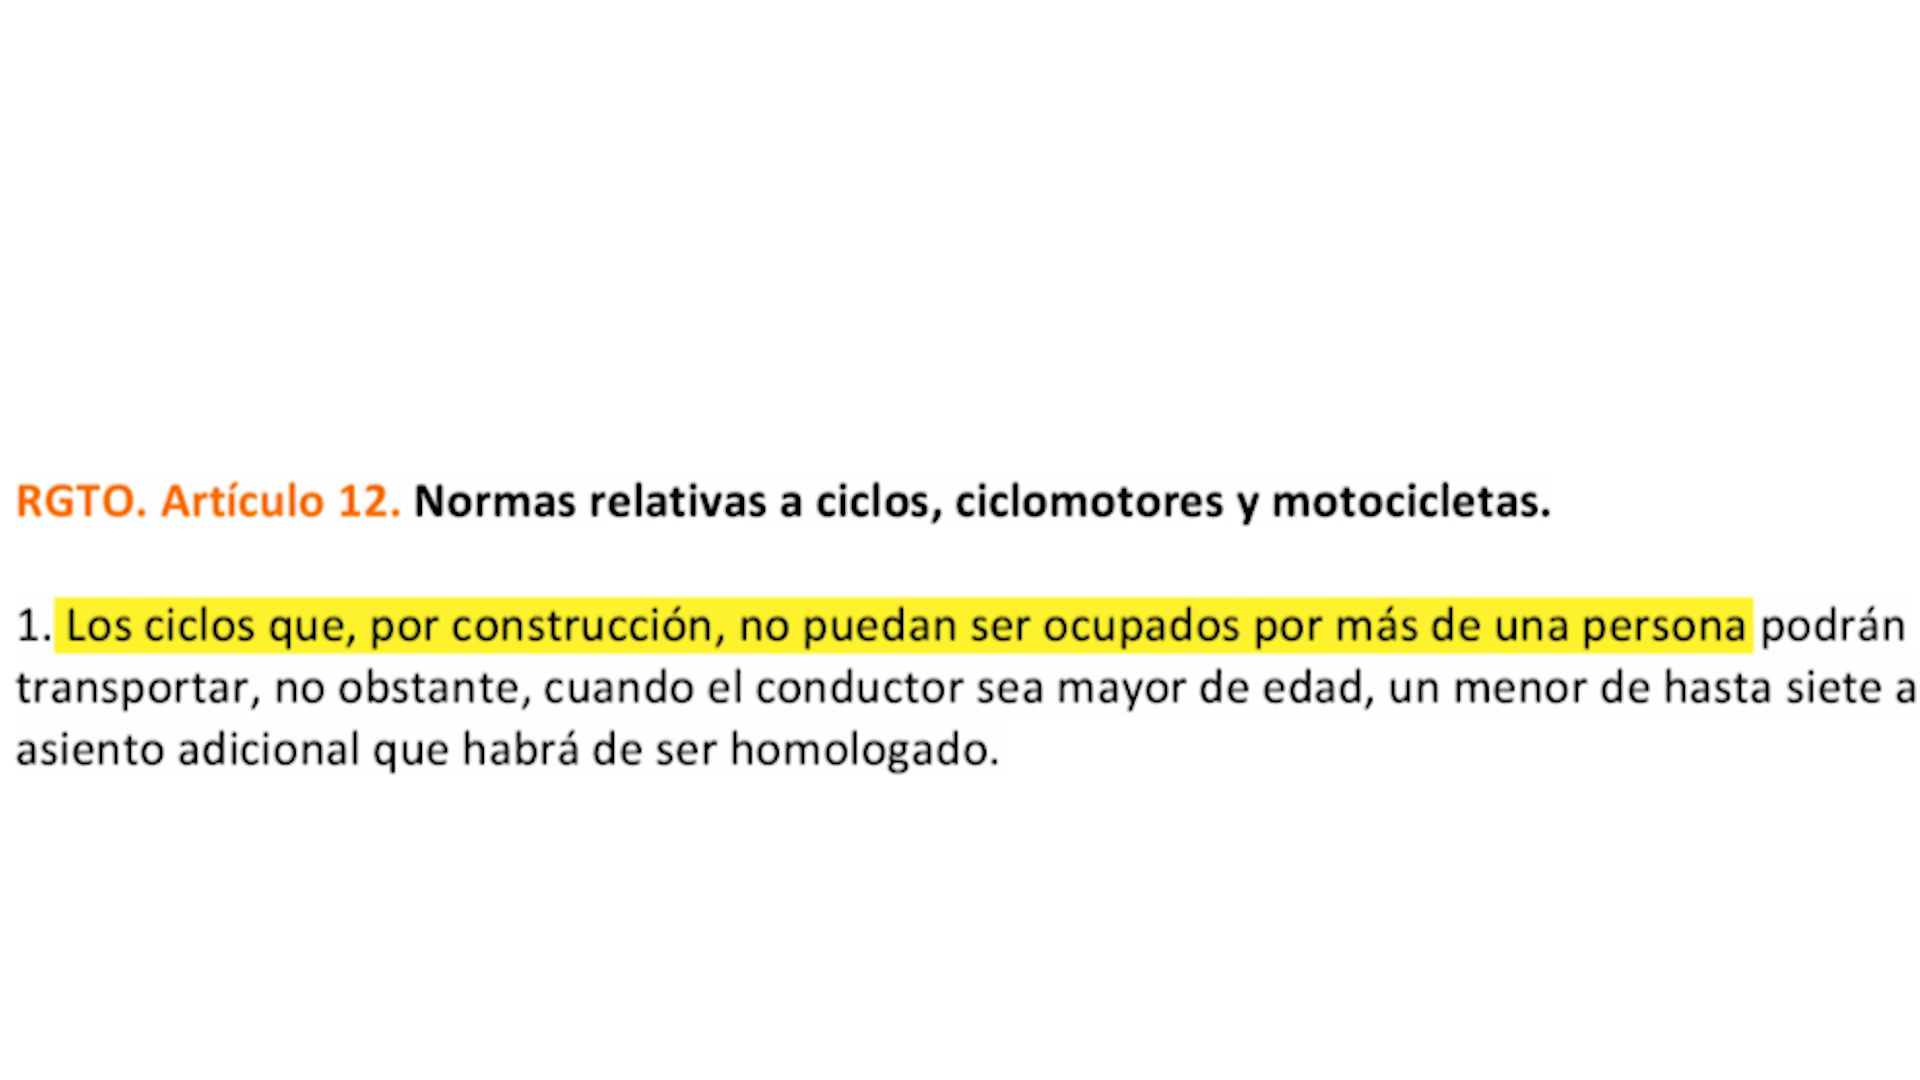 RGTO. Artículo 12. Normas relativas a ciclos, ciclomotores y motocicletas.
1. Los ciclos que, por construcción, no puedan ser ocupados por más de una persona podrán
transportar, no obstante, cuando el conductor sea mayor de edad, un menor de hasta siete a
asiento adicional que habrá de ser homologado.